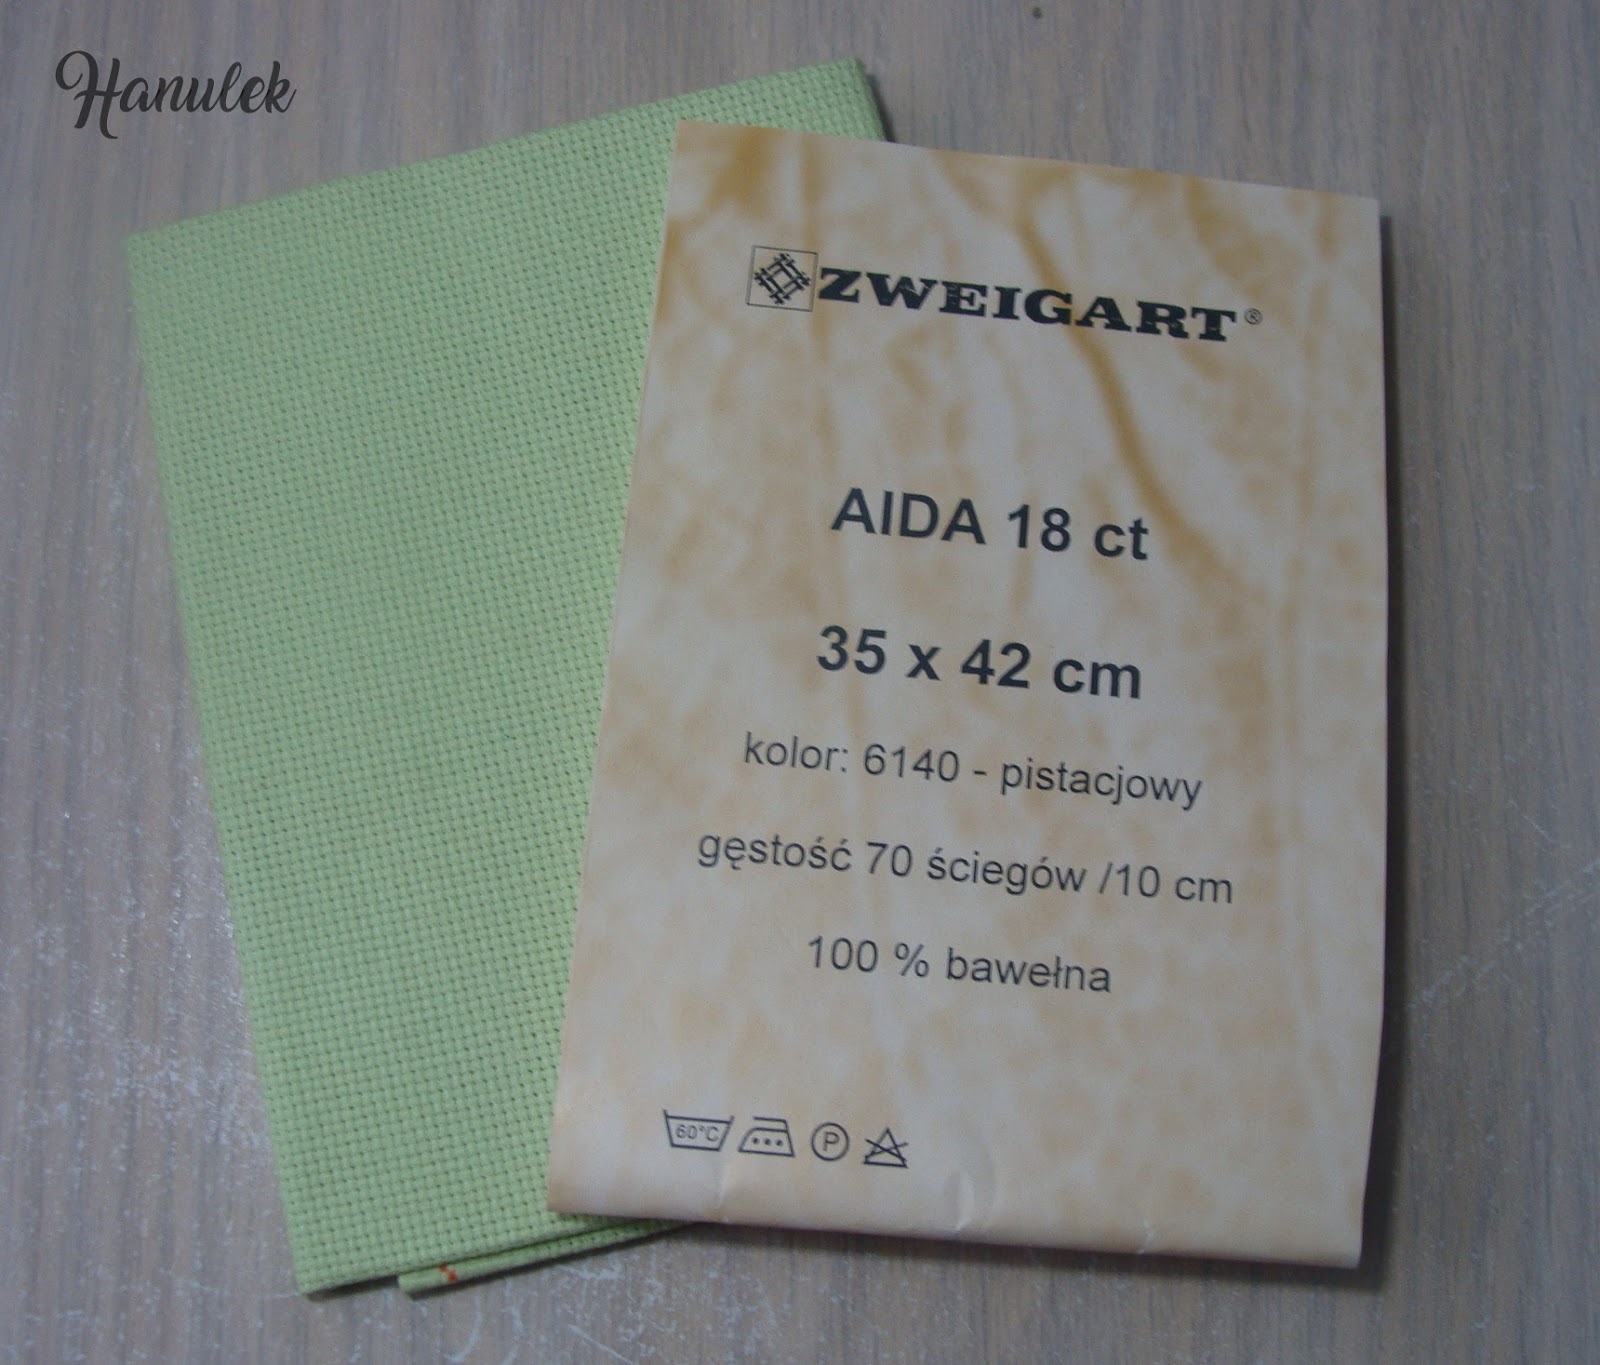 Hanulek
ZWEIGART®
AIDA 18 ct
35 x 42 cm
kolor: 6140 - pistacjowy
gęstość 70 ściegów /10 cm
100 % bawełna
60°C P